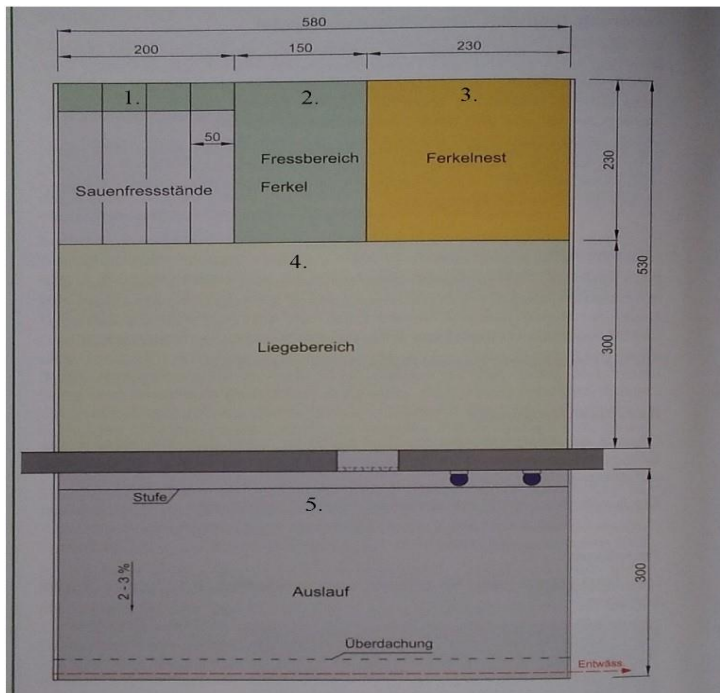 580
200
150
230
1.
2.
3.
50
Fressbereich
Ferkel
Ferkelnest
Sauenfressstände
230
4.
530
Liegebereich
300
Stufe
5.
2 - 3 %
Auslauf
300
Überdachung
Entwäss